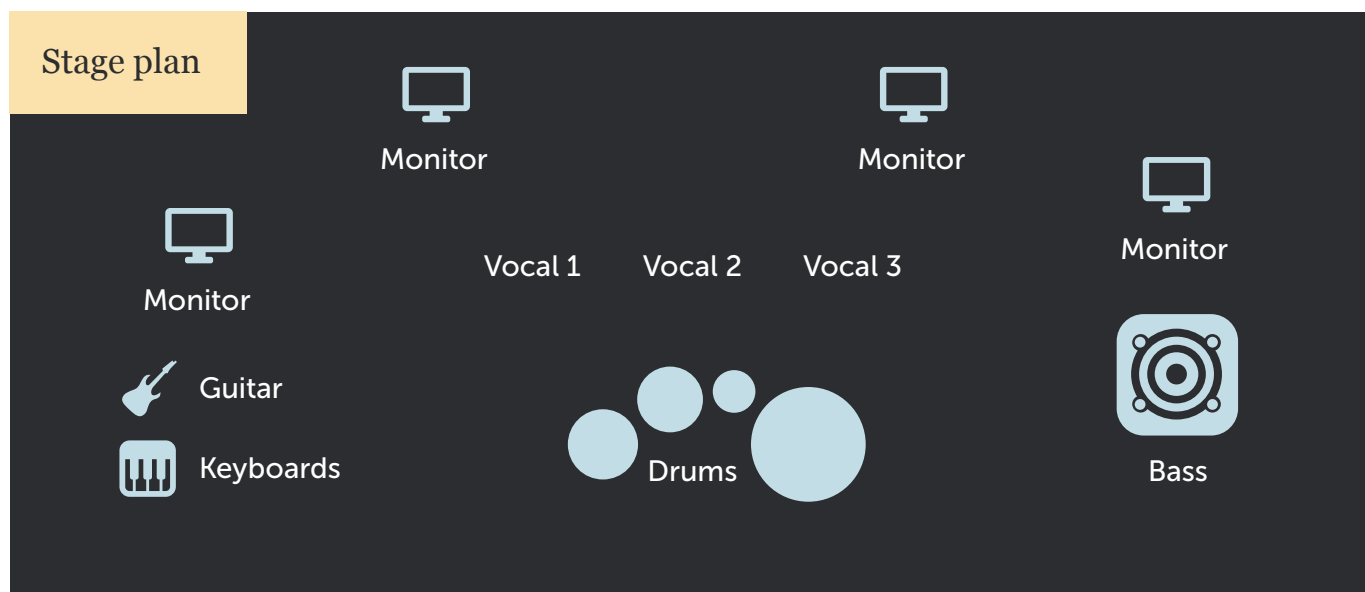 Stage plan
Monitor
Monitor
Monitor
Monitor
Vocal 1
Vocal 2
Vocal 3
Guitar
Keyboards
Drums
Bass